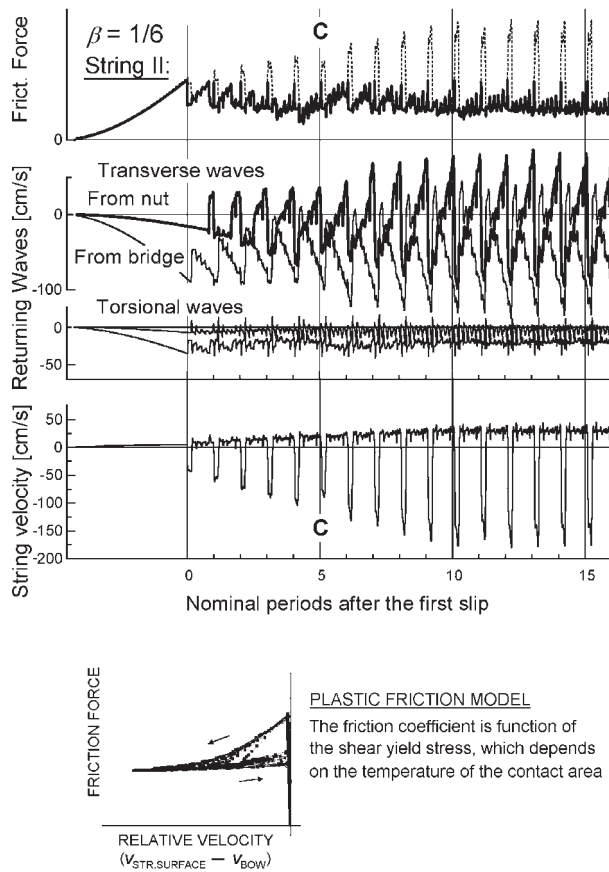 β = 1/6
String II:
C
Frict. Force
0
Transverse waves
From nut
From bridge
0
-100
Returning Waves [cm/s]
Torsional waves
0
-50
50
0
-50
-100
-150
-200
String velocity [cm/s]
C
0 5 10 15
Nominal periods after the first slip
FRICTION FORCE
RELATIVE VELOCITY
(vSTR.SURFACE − vBOW)
PLASTIC FRICTION MODEL
The friction coefficient is function of
the shear yield stress, which depends
on the temperature of the contact area